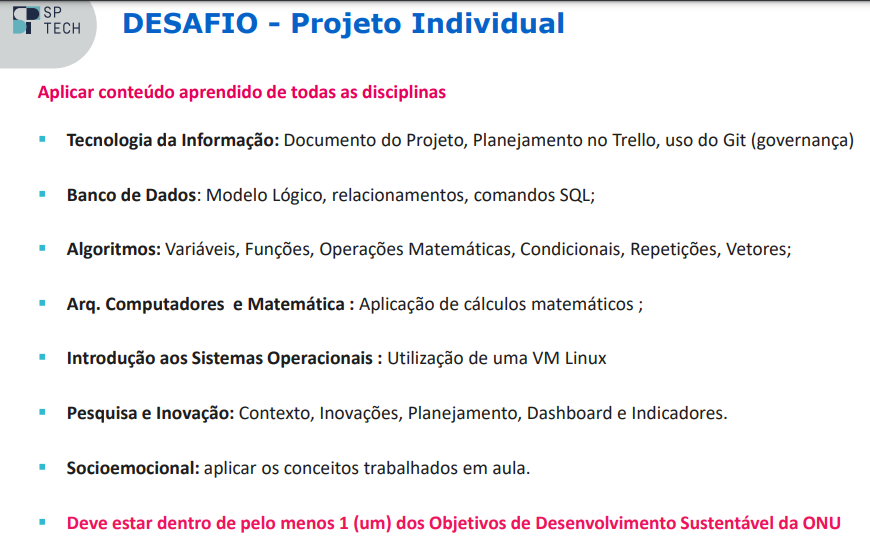 SP
TECH
DESAFIO – Projeto Individual
Aplicar conteúdo aprendido de todas as disciplinas
▪ Tecnologia da Informação: Documento do Projeto, Planejamento no Trello, uso do Git (governança)
▪ Banco de Dados: Modelo Lógico, relacionamentos, comandos SQL;
▪ Algoritmos: Variáveis, Funções, Operações Matemáticas, Condicionais, Repetições, Vetores;
▪ Arq. Computadores e Matemática : Aplicação de cálculos matemáticos ;
▪ Introdução aos Sistemas Operacionais : Utilização de uma VM Linux
▪ Pesquisa e Inovação: Contexto, Inovações, Planejamento, Dashboard e Indicadores.
▪ Socioemocional: aplicar os conceitos trabalhados em aula.
▪ Deve estar dentro de pelo menos 1 (um) dos Objetivos de Desenvolvimento Sustentável da ONU